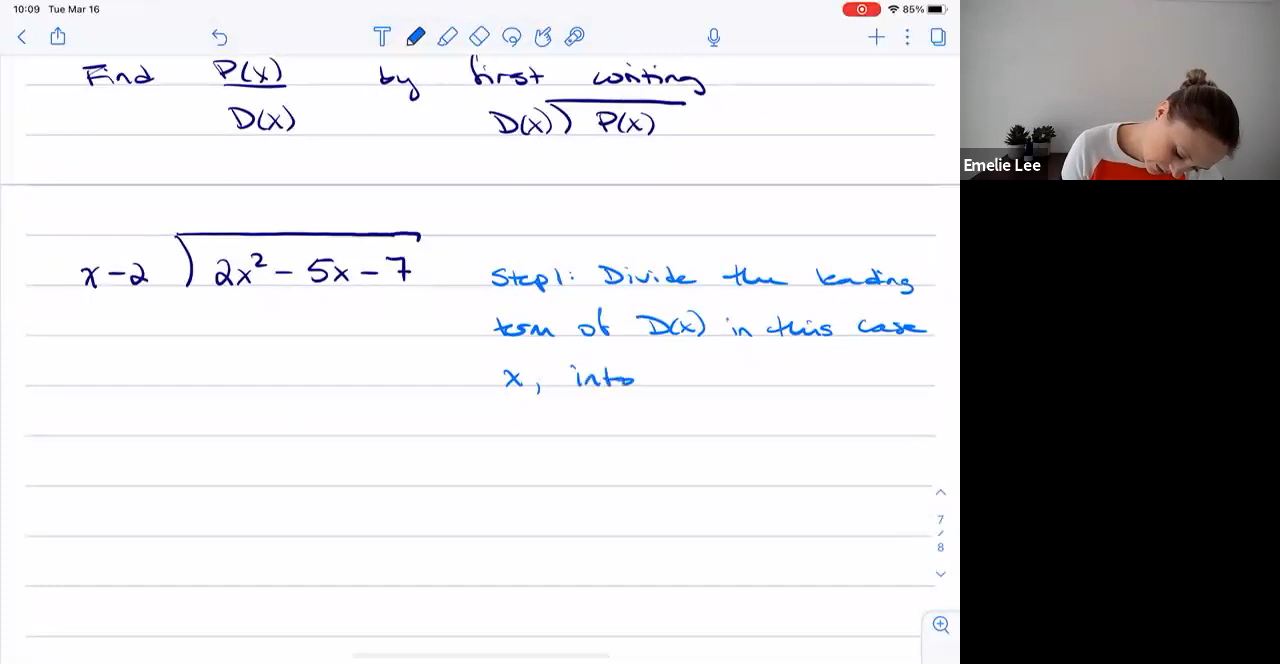 10:09 Tue Mar 16
85%
Find P(x) by first writing
D(x) D(x) ) P(x)
x-2 ) 2x² - 5x - 7
Step 1: Divide the leading
term of D(x) in this case
x, into
7
/
8
Emelie Lee